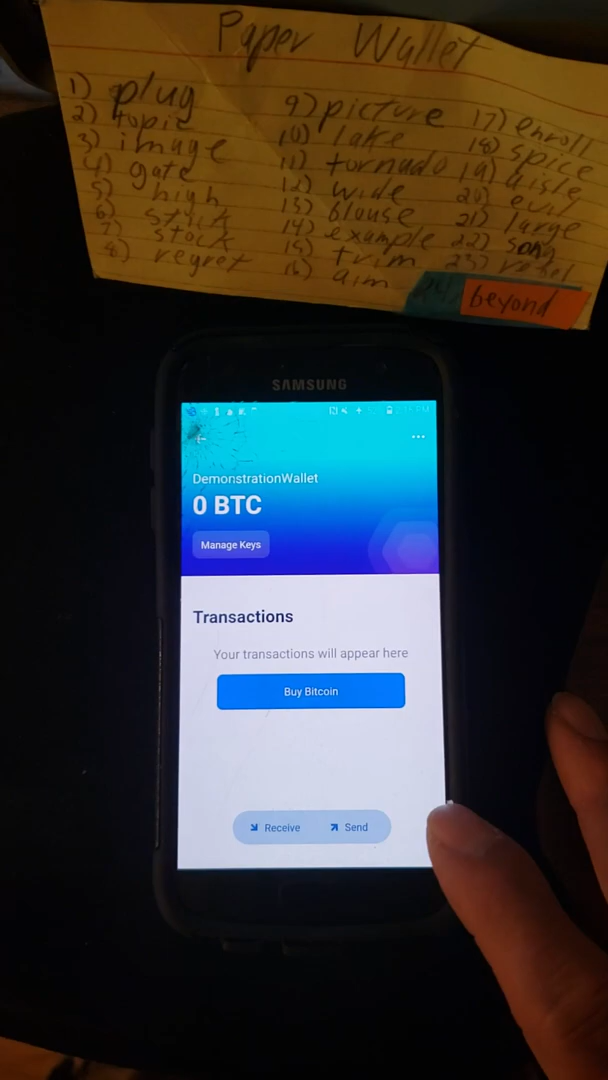 Paper Wallet
1) plug
2) topic
3) image
4) gate
5) high
6)
7) stock
8) regret
9) picture
10) lake
11) tornado
12) wide
13) blouse
14) example
15) trim
16) aim
17) enroll
18) spice
19) aisle
20) evil
21) large
22) song
23)
24) beyond
SAMSUNG
DemonstrationWallet
0 BTC
Manage Keys
Transactions
Your transactions will appear here
Buy Bitcoin
Receive
Send